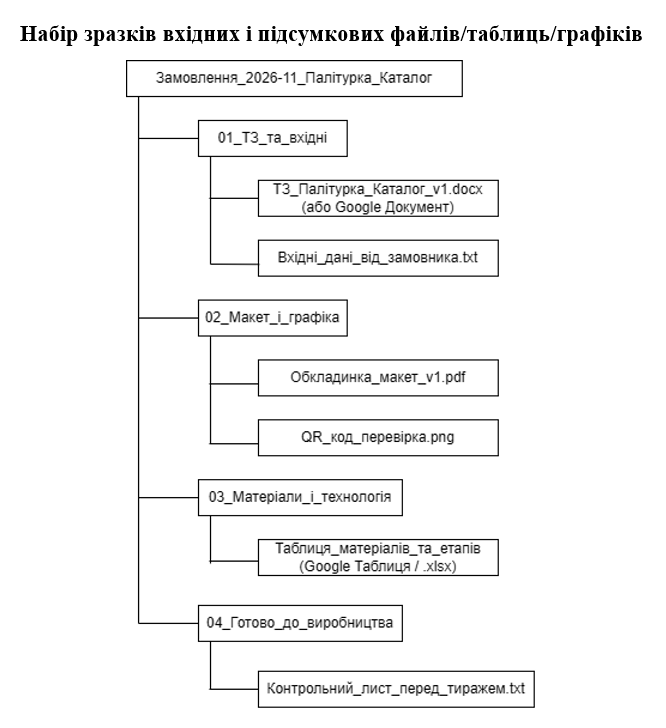 Набір зразків вхідних і підсумкових файлів/таблиць/графіків
Замовлення_2026-11_Палітурка_Каталог
01_ТЗ_та_вхідні
ТЗ_Палітурка_Каталог_v1.docx
(або Google Документ)
Вхідні_дані_від_замовника.txt
02_Макет_і_графіка
Обкладинка_макет_v1.pdf
QR_код_перевірка.png
03_Матеріали_і_технологія
Таблиця_матеріалів_та_етапів
(Google Таблиця / .xlsx)
04_Готово_до_виробництва
Контрольний_лист_перед_тиражем.txt